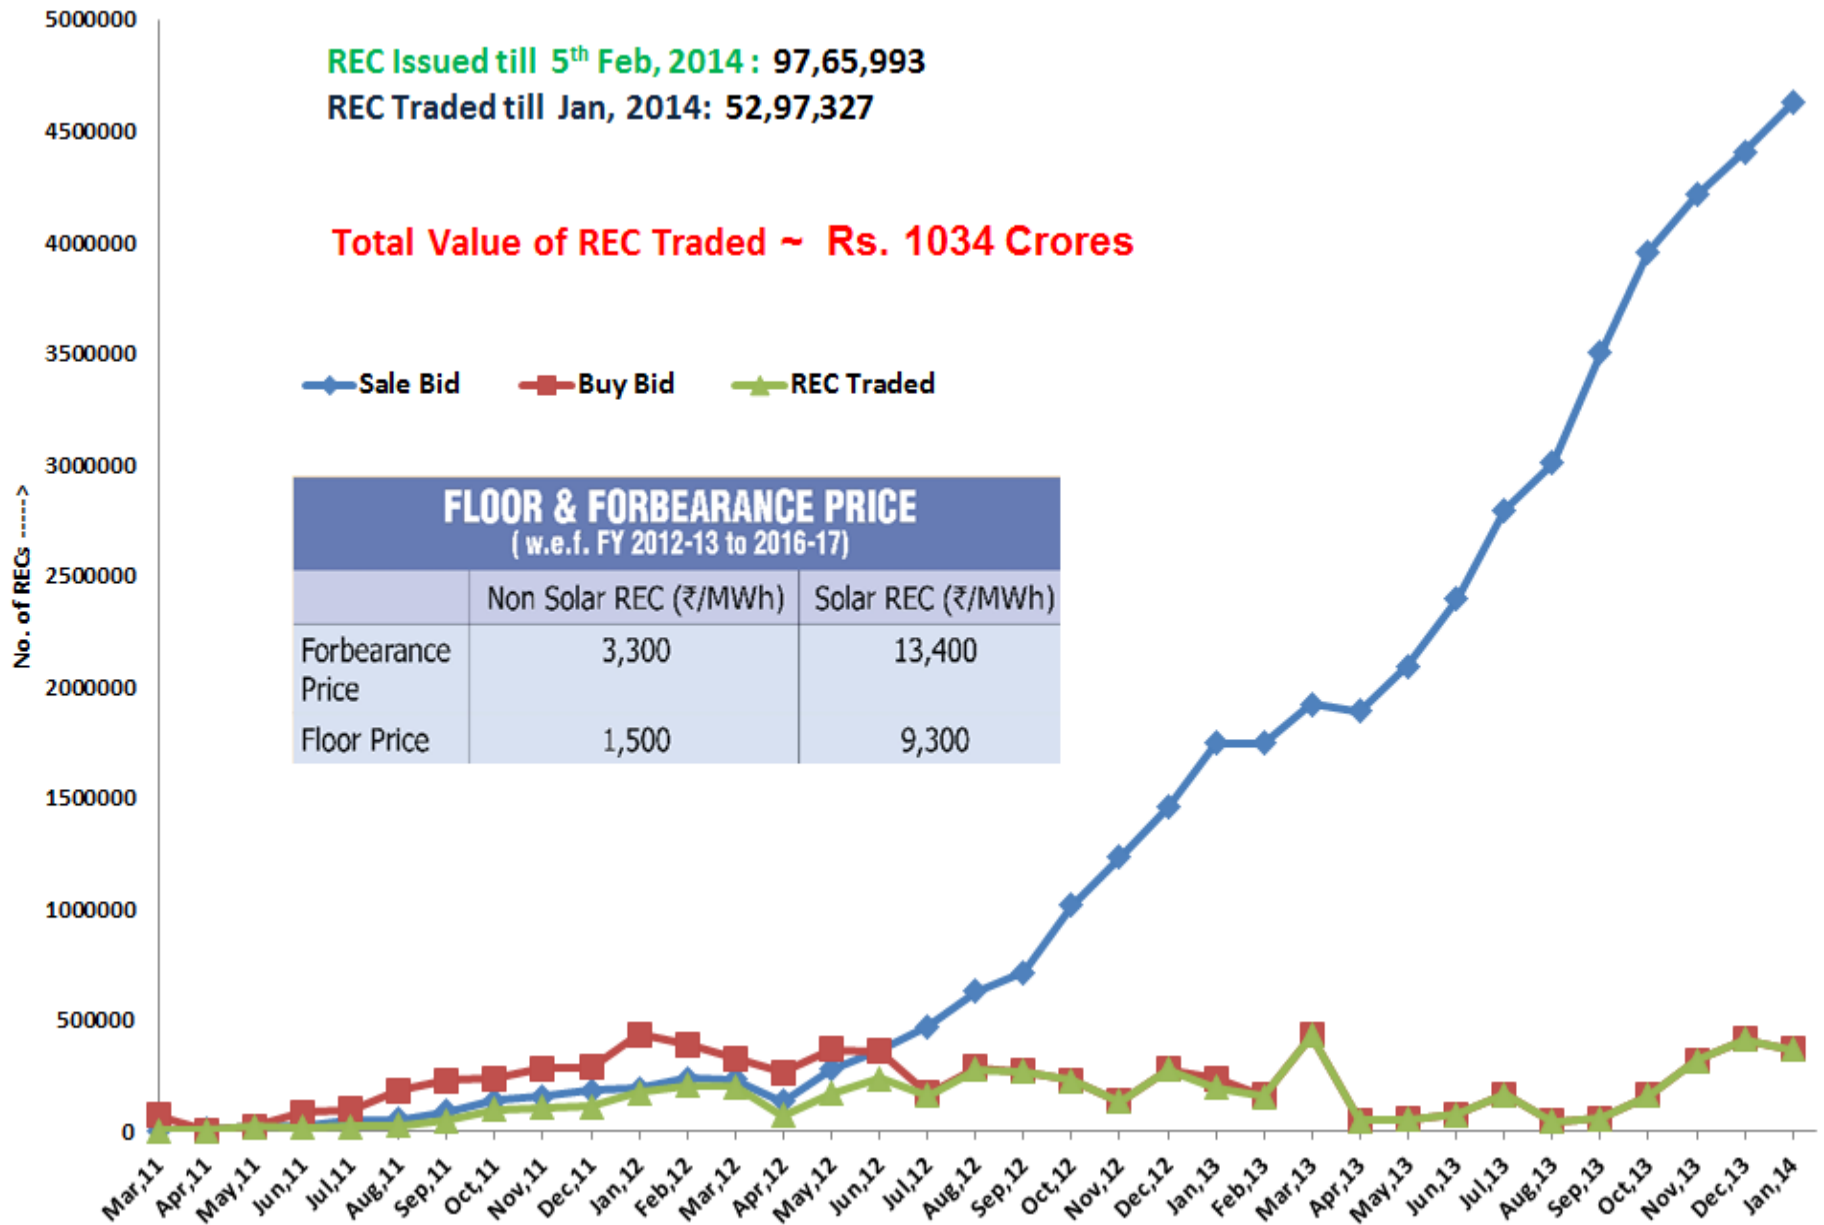 5000000
REC Issued till 5th Feb, 2014 : 97,65,993
REC Traded till Jan, 2014: 52,97,327
4500000
Total Value of REC Traded ~ Rs. 1034 Crores
4000000
3500000
Sale Bid
Buy Bid
REC Traded
3000000
No. of RECs ----->
FLOOR & FORBEARANCE PRICE
( w.e.f. FY 2012-13 to 2016-17)
Non Solar REC (₹/MWh) Solar REC (₹/MWh)
Forbearance Price 3,300 13,400
Floor Price 1,500 9,300
2500000
2000000
1500000
1000000
500000
0
Mar,11
Apr,11
May,11
Jun,11
Jul,11
Aug,11
Sep,11
Oct,11
Nov,11
Dec,11
Jan,12
Feb,12
Mar,12
Apr,12
May,12
Jun,12
Jul,12
Aug,12
Sep,12
Oct,12
Nov,12
Dec,12
Jan,13
Feb,13
Mar,13
Apr,13
May,13
Jun,13
Jul,13
Aug,13
Sep,13
Oct,13
Nov,13
Dec,13
Jan,14